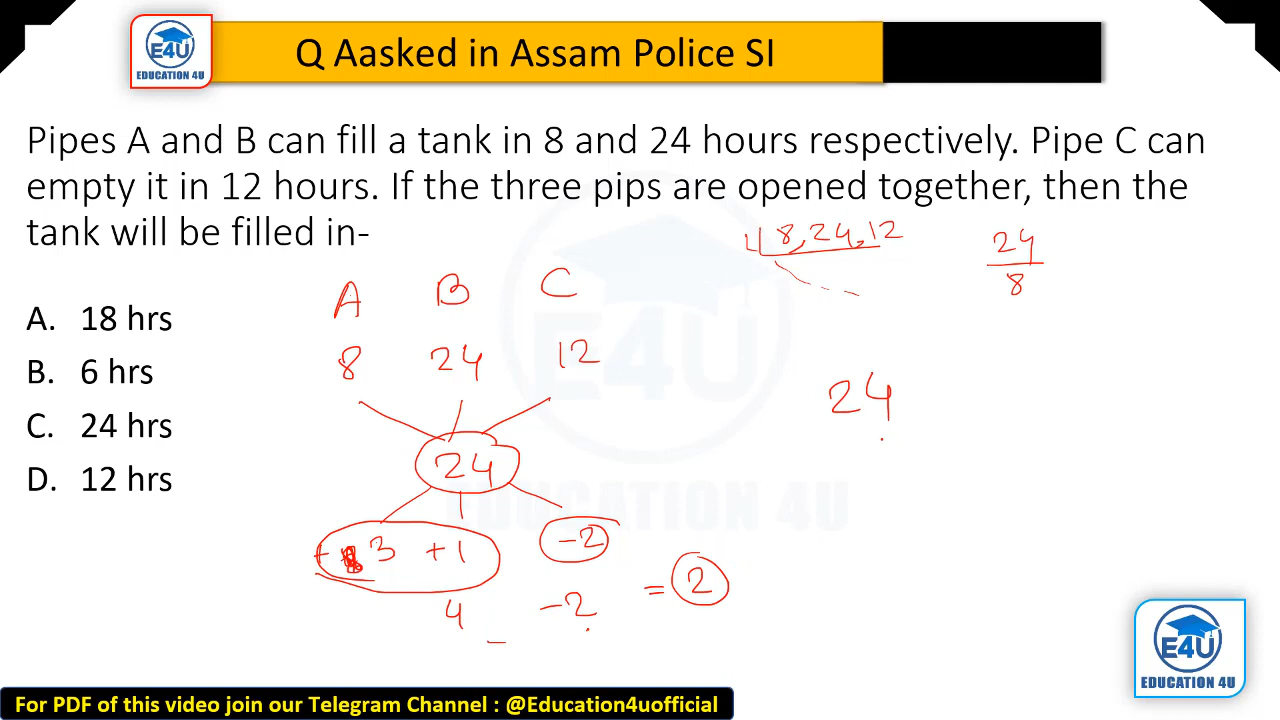 E4U
EDUCATION 4U
Q Aasked in Assam Police SI
Pipes A and B can fill a tank in 8 and 24 hours respectively. Pipe C can
empty it in 12 hours. If the three pips are opened together, then the
tank will be filled in-
4 8, 24, 12
24
8
A B C
A. 18 hrs
8 24 12
B. 6 hrs
24
C. 24 hrs
24
D. 12 hrs
+ 3 +1 -2
4 -2 = 2
E4U
EDUCATION 4U
E4U
EDUCATION 4U
For PDF of this video join our Telegram Channel : @Education4uofficial